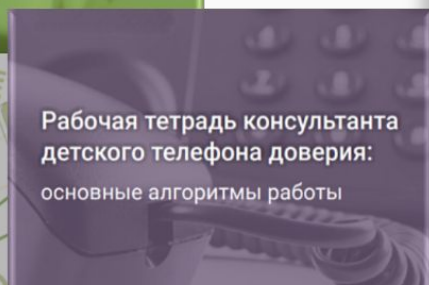 Рабочая тетрадь консультанта
детского телефона доверия:
основные алгоритмы работы